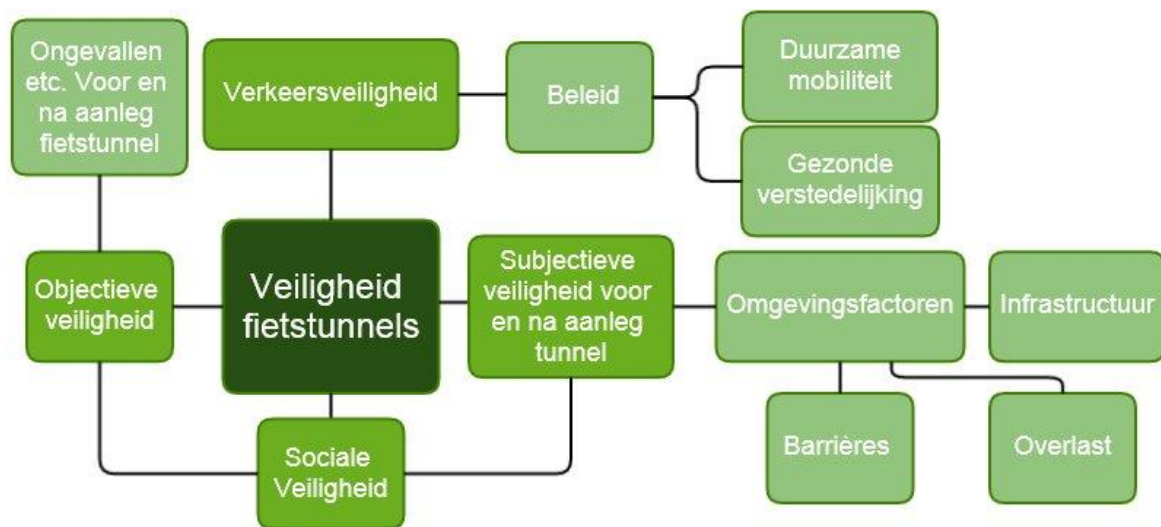 Ongevallen
etc. Voor en
na aanleg
fietstunnel
Verkeersveiligheid
Beleid
Duurzame
mobiliteit
Gezonde
verstedelijking
Objectieve
veiligheid
Veiligheid
fietstunnels
Subjectieve
veiligheid voor
en na aanleg
tunnel
Omgevingsfactoren
Infrastructuur
Sociale
Veiligheid
Barrières
Overlast